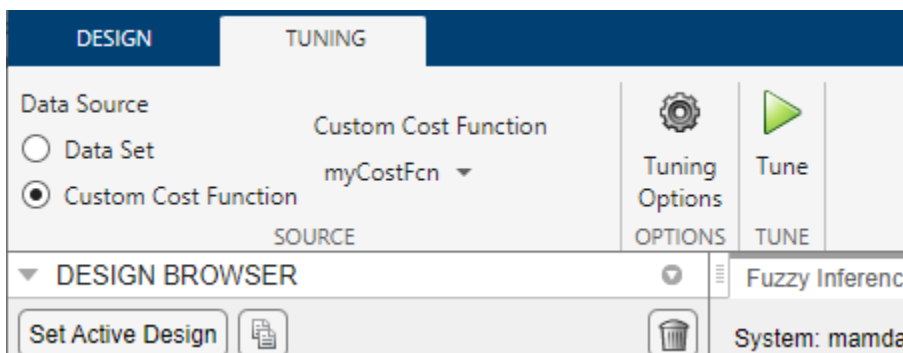 DESIGN TUNING
Data Source
Data Set
Custom Cost Function
Custom Cost Function
myCostFcn
SOURCE
Tuning
Options
OPTIONS
Tune
TUNE
DESIGN BROWSER
Set Active Design
Fuzzy Inferenc
System: mamda